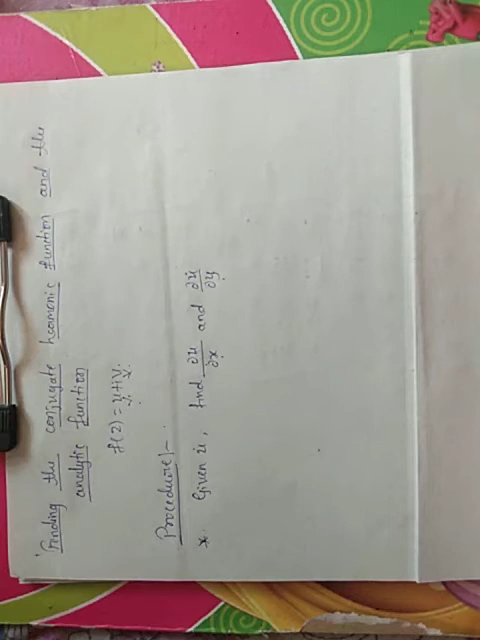 Finding the conjugate harmonic function and the
analytic function
f(z) = u+iv.
Procedure:-
* Given u, find ∂u/∂x and ∂u/∂y